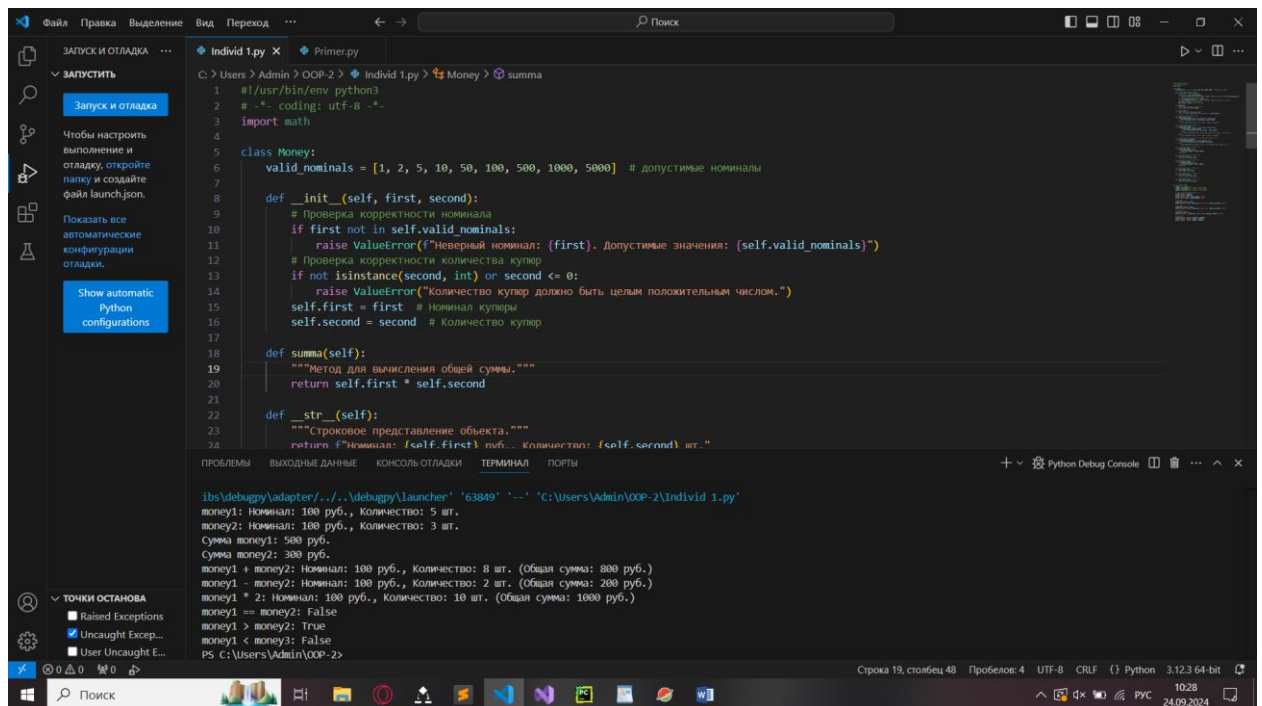 Файл Правка Выделение Вид Переход ··· ← → Поиск
ЗАПУСК И ОТЛАДКА ···
ЗАПУСТИТЬ
Запуск и отладка
Чтобы настроить
выполнение и
отладку, откройте
папку и создайте
файл launch.json.
Показать все
автоматические
конфигурации
отладки.
Show automatic
Python
configurations
ТОЧКИ ОСТАНОВА
Raised Exceptions
Uncaught Excep...
User Uncaught E...
Individ 1.py × Primer.py
C: > Users > Admin > OOP-2 > Individ 1.py > Money > summa
1 #!/usr/bin/env python3
2 # -*- coding: utf-8 -*-
3 import math
4
5 class Money:
6 valid_nominals = [1, 2, 5, 10, 50, 100, 500, 1000, 5000] # допустимые номиналы
7
8 def __init__(self, first, second):
9 # Проверка корректности номинала
10 if first not in self.valid_nominals:
11 raise ValueError(f"Неверный номинал: {first}. Допустимые значения: {self.valid_nominals}")
12 # Проверка корректности количества купюр
13 if not isinstance(second, int) or second <= 0:
14 raise ValueError("Количество купюр должно быть целым положительным числом.")
15 self.first = first # Номинал купюры
16 self.second = second # Количество купюр
17
18 def summa(self):
19 """Метод для вычисления общей суммы."""
20 return self.first * self.second
21
22 def __str__(self):
23 """Строковое представление объекта."""
24 return f"Номинал: {self.first} руб., Количество: {self.second} шт."
ПРОБЛЕМЫ ВЫХОДНЫЕ ДАННЫЕ КОНСОЛЬ ОТЛАДКИ ТЕРМИНАЛ ПОРТЫ
Python Debug Console
ibs\debugpy\adapter/../..\debugpy\launcher' '63849' '--' 'C:\Users\Admin\OOP-2\Individ 1.py'
money1: Номинал: 100 руб., Количество: 5 шт.
money2: Номинал: 100 руб., Количество: 3 шт.
Сумма money1: 500 руб.
Сумма money2: 300 руб.
money1 + money2: Номинал: 100 руб., Количество: 8 шт. (Общая сумма: 800 руб.)
money1 - money2: Номинал: 100 руб., Количество: 2 шт. (Общая сумма: 200 руб.)
money1 * 2: Номинал: 100 руб., Количество: 10 шт. (Общая сумма: 1000 руб.)
money1 == money2: False
money1 > money2: True
money1 < money3: False
PS C:\Users\Admin\OOP-2>
0 0 0 Строка 19, столбец 48 Пробелов: 4 UTF-8 CRLF {} Python 3.12.3 64-bit
Поиск
РУС
10:28
24.09.2024